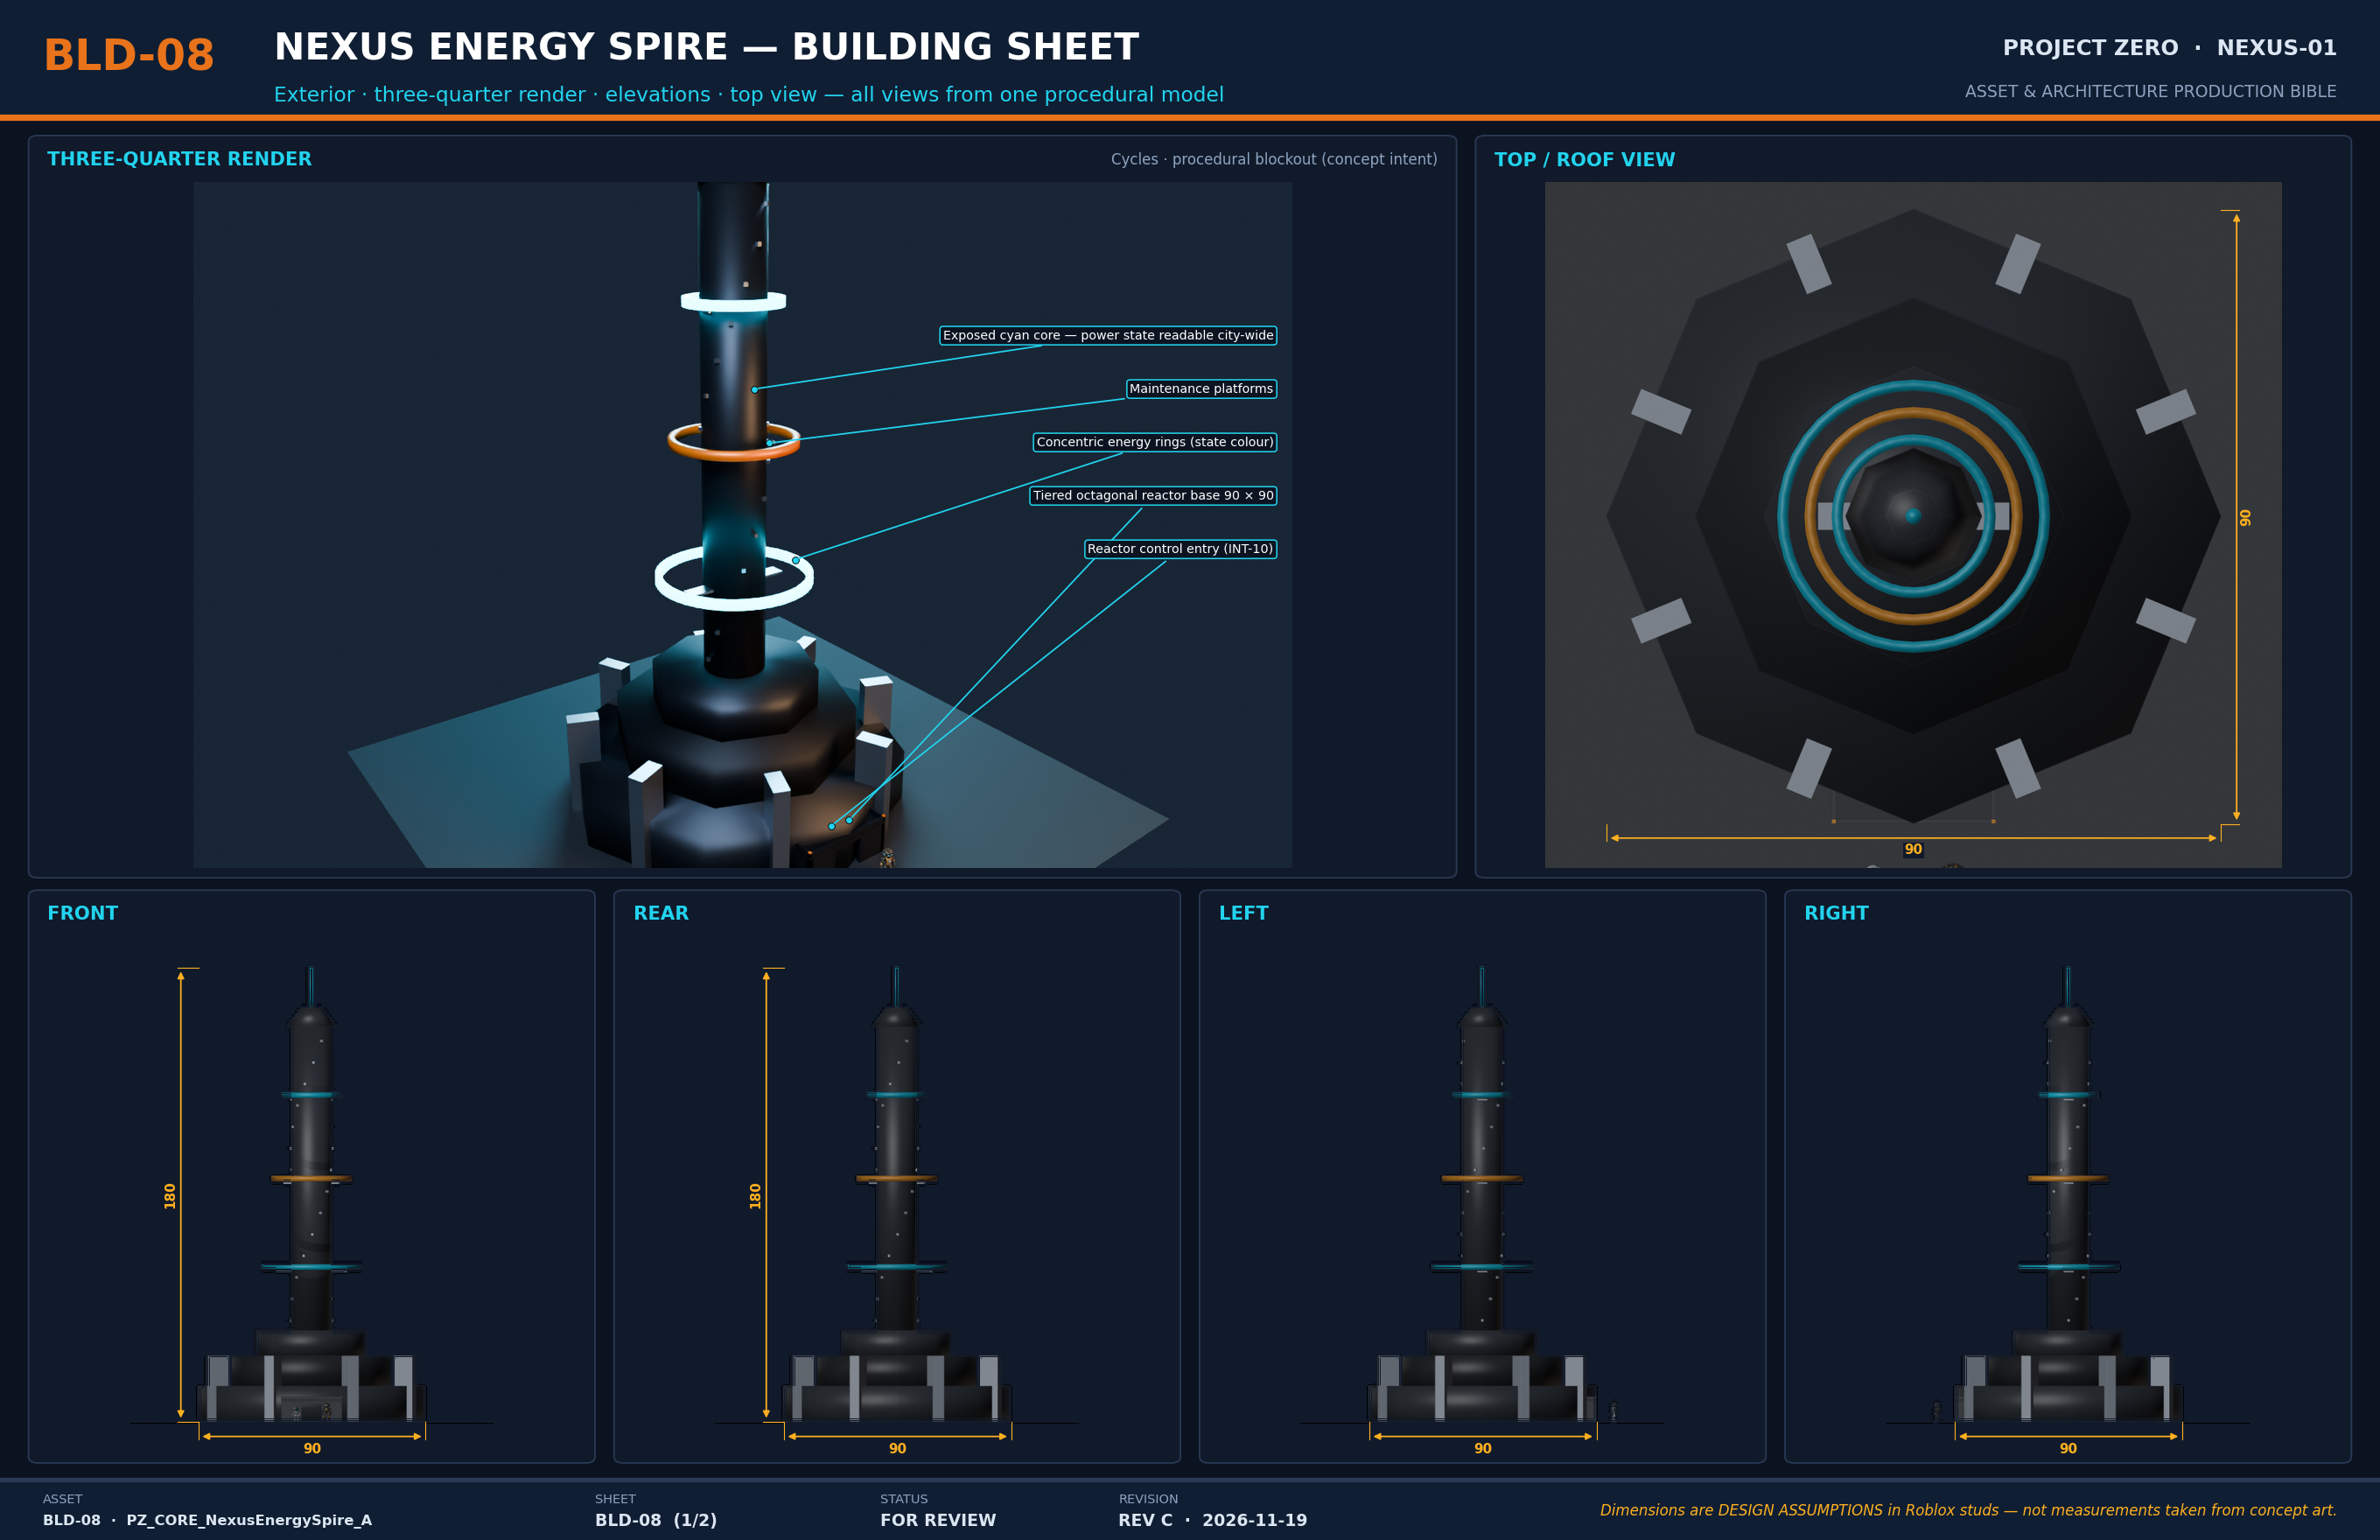 BLD-08
NEXUS ENERGY SPIRE — BUILDING SHEET
Exterior · three-quarter render · elevations · top view — all views from one procedural model
PROJECT ZERO · NEXUS-01
ASSET & ARCHITECTURE PRODUCTION BIBLE
THREE-QUARTER RENDER
Cycles · procedural blockout (concept intent)
Exposed cyan core — power state readable city-wide
Maintenance platforms
Concentric energy rings (state colour)
Tiered octagonal reactor base 90 × 90
Reactor control entry (INT-10)
TOP / ROOF VIEW
90
90
FRONT
180
90
REAR
180
90
LEFT
90
RIGHT
90
ASSET
BLD-08 · PZ_CORE_NexusEnergySpire_A
SHEET
BLD-08 (1/2)
STATUS
FOR REVIEW
REVISION
REV C · 2026-11-19
Dimensions are DESIGN ASSUMPTIONS in Roblox studs — not measurements taken from concept art.